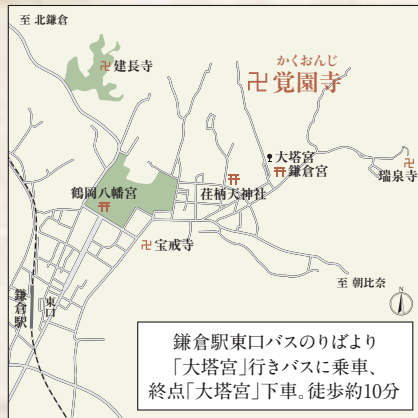 至 北鎌倉
卍 建長寺
かくおんじ
卍 覚園寺
大塔宮
鎌倉宮
卍
瑞泉寺
荏柄天神社
鶴岡八幡宮
卍 宝戒寺
至 朝比奈
鎌倉駅
東口
N
鎌倉駅東口バスのりばより
「大塔宮」行きバスに乗車、
終点「大塔宮」下車。徒歩約10分